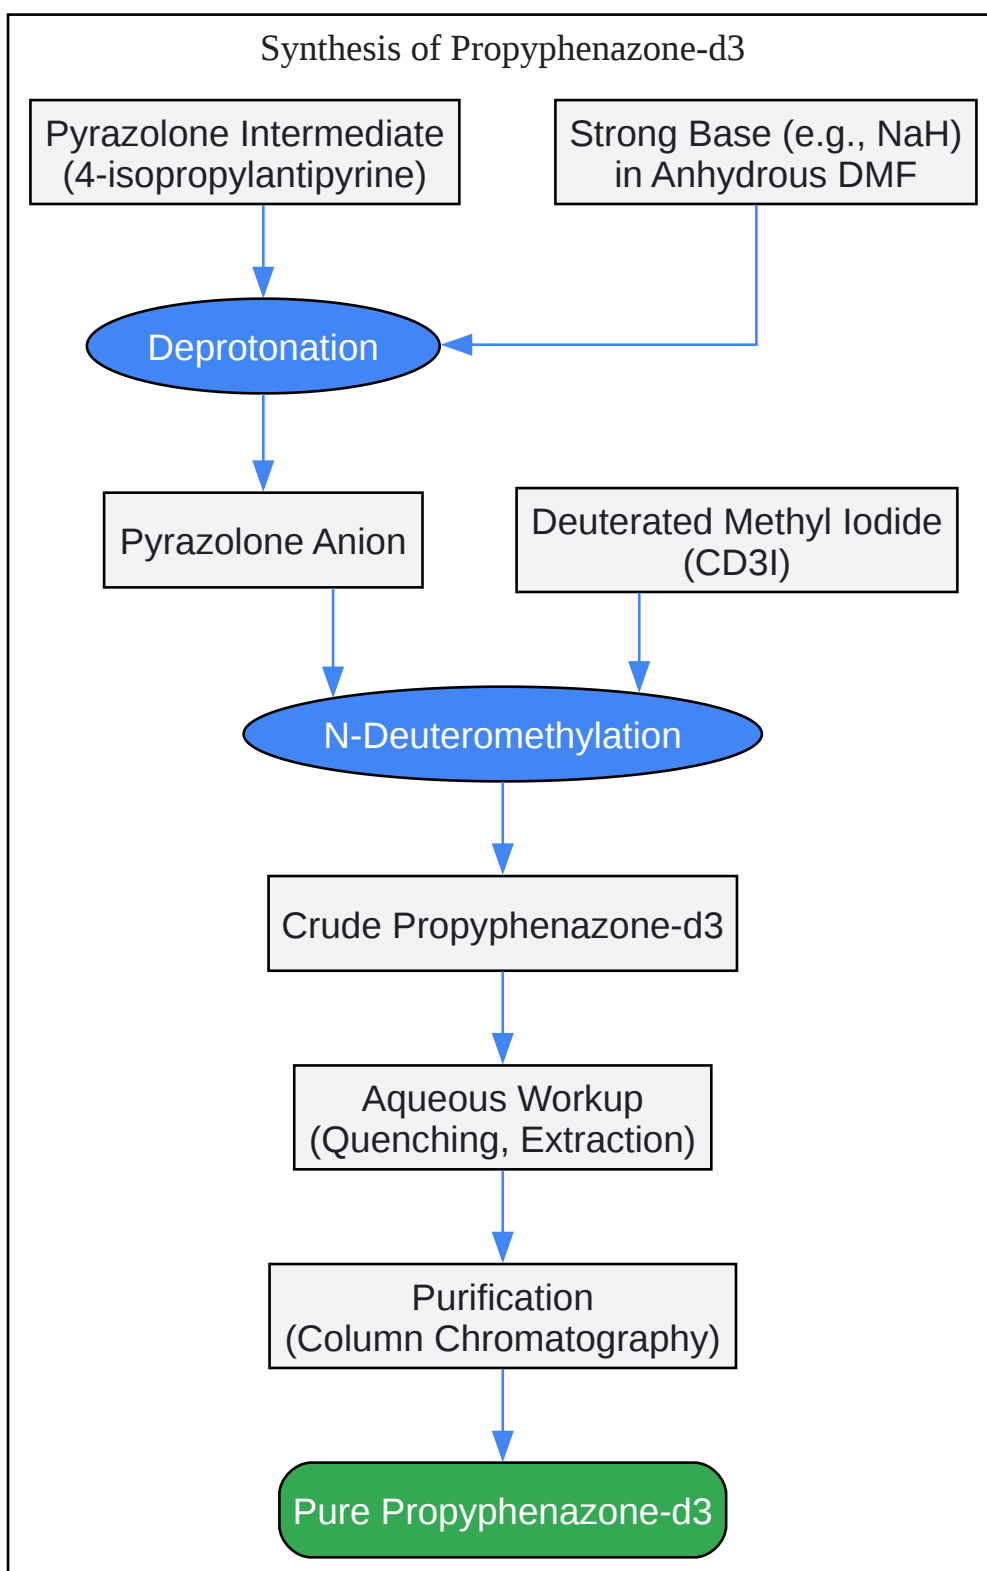 Synthesis of Propyphenazone-d3
Pyrazolone Intermediate
(4-isopropylantipyrine)
Strong Base (e.g., NaH)
in Anhydrous DMF
Deprotonation
Pyrazolone Anion
Deuterated Methyl Iodide
(CD3I)
N-Deuteromethylation
Crude Propyphenazone-d3
Aqueous Workup
(Quenching, Extraction)
Purification
(Column Chromatography)
Pure Propyphenazone-d3